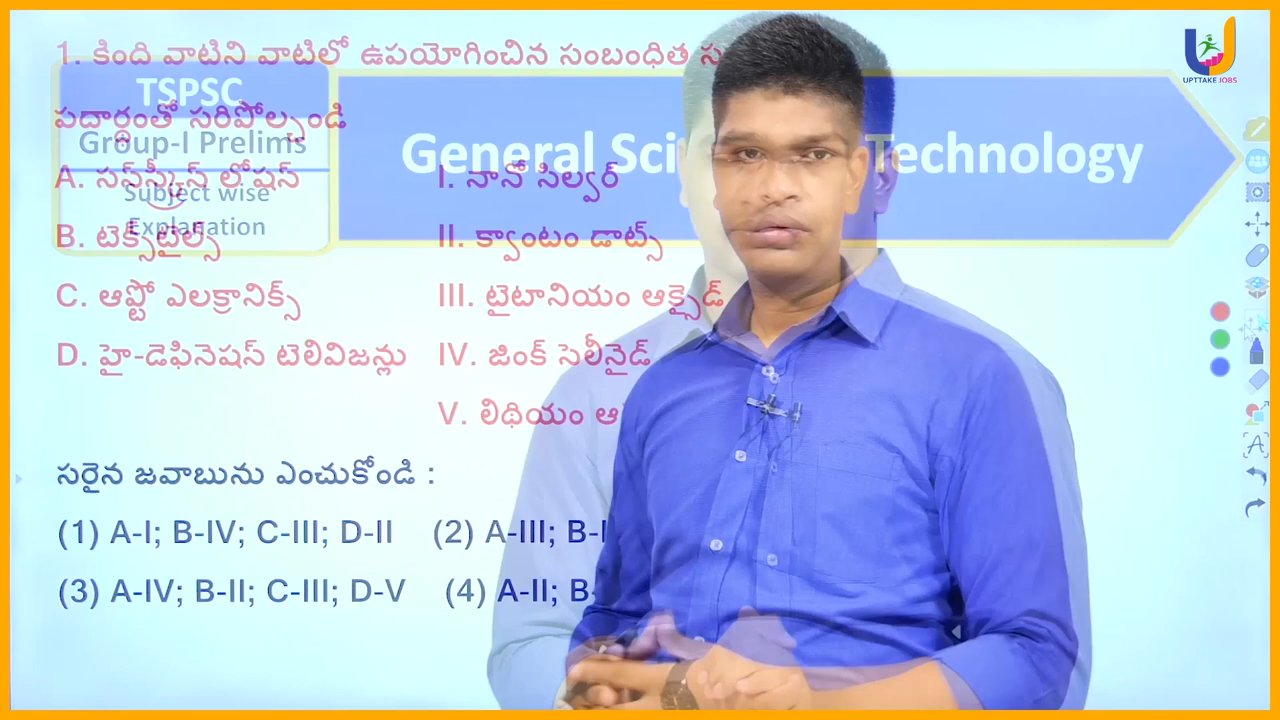 1. కింది వాటిని వాటిలో ఉపయోగించిన సంబంధిత
పదార్థంతో సరిపోల్చండి
TSPSC
Group-I Prelims
Subject wise
Explanation
General Technology
A. సన్‌స్క్రీన్ లోషన్ I. నానో సిల్వర్
B. టెక్స్‌టైల్స్ II. క్వాంటం డాట్స్
C. ఆప్టో ఎలక్రానిక్స్ III. టైటానియం ఆక్సైడ్
D. హై-డెఫినెషన్ టెలివిజన్లు IV. జింక్ సెలీనైడ్
V. లిథియం
సరైన జవాబును ఎంచుకోండి :
(1) A-I; B-IV; C-III; D-II (2) A-III;
(3) A-IV; B-II; C-III; D-V (4) A-II;
UPTTAKE JOBS